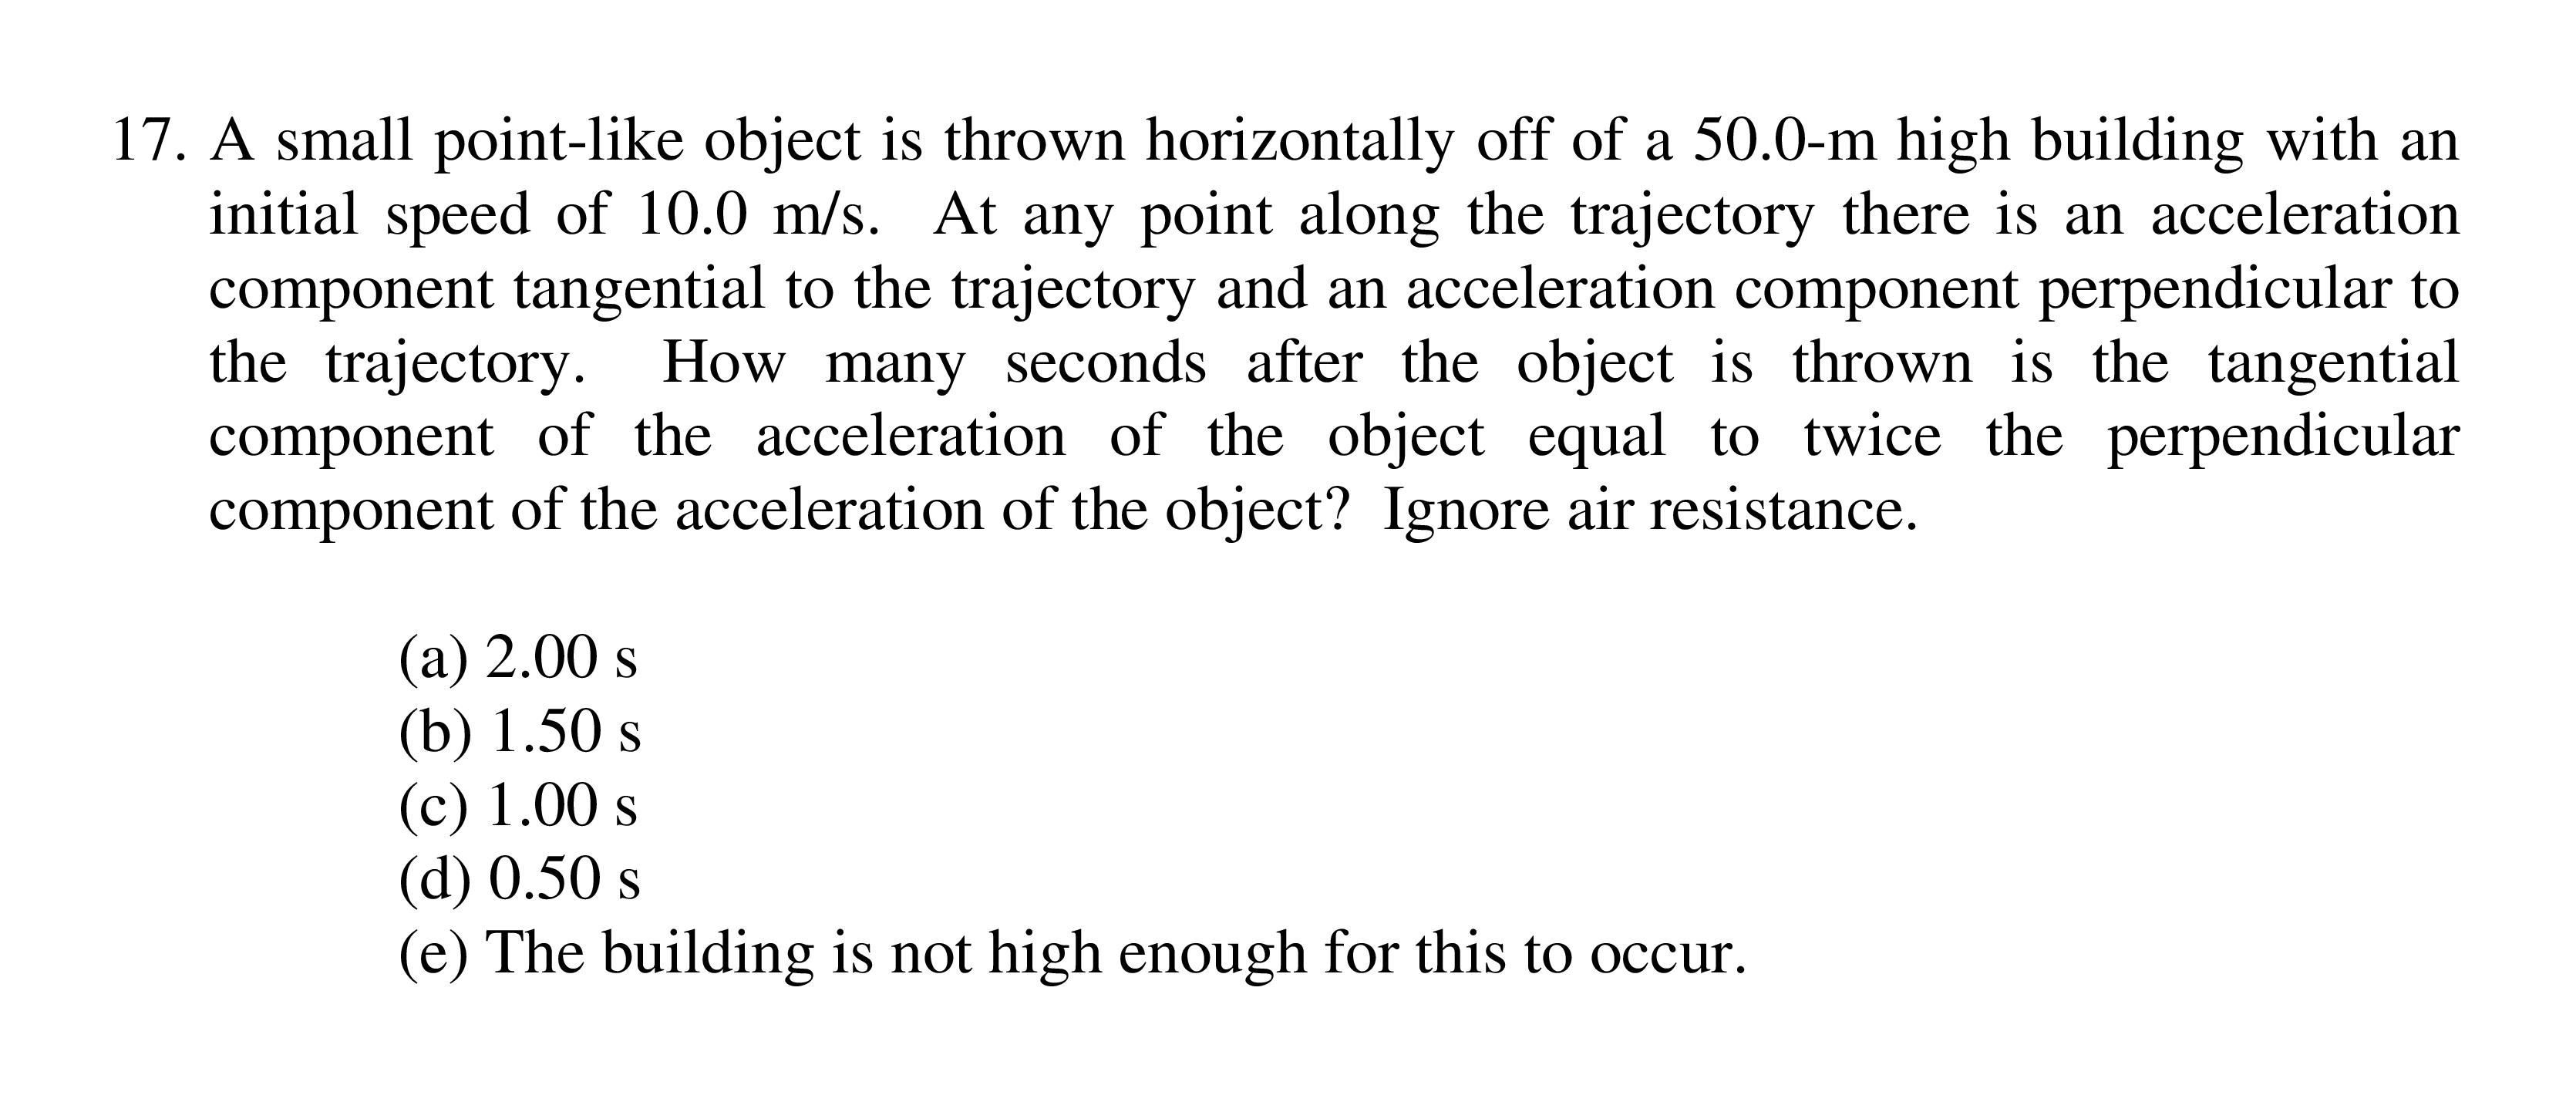 17. A small point-like object is thrown horizontally off of a 50.0-m high building with an
initial speed of 10.0 m/s. At any point along the trajectory there is an acceleration
component tangential to the trajectory and an acceleration component perpendicular to
the trajectory. How many seconds after the object is thrown is the tangential
component of the acceleration of the object equal to twice the perpendicular
component of the acceleration of the object? Ignore air resistance.
(a) 2.00 s
(b) 1.50 s
(c) 1.00 s
(d) 0.50 s
(e) The building is not high enough for this to occur.